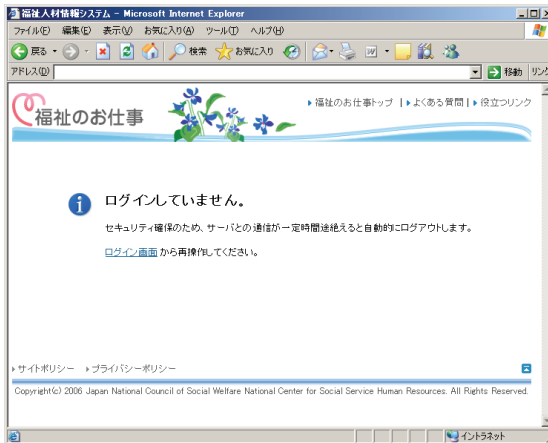 福祉人材情報システム - Microsoft Internet Explorer
ファイル(F) 編集(E) 表示(V) お気に入り(A) ツール(T) ヘルプ(H)
戻る 検索 お気に入り
アドレス(D) 移動 リンク
福祉のお仕事
福祉のお仕事トップ | よくある質問 | 役立つリンク
ログインしていません。
セキュリティ確保のため、サーバとの通信が一定時間途絶えると自動的にログアウトします。
ログイン画面 から再操作してください。
サイトポリシー プライバシーポリシー
Copyright(c) 2006 Japan National Council of Social Welfare National Center for Social Service Human Resources. All Rights Reserved.
イントラネット